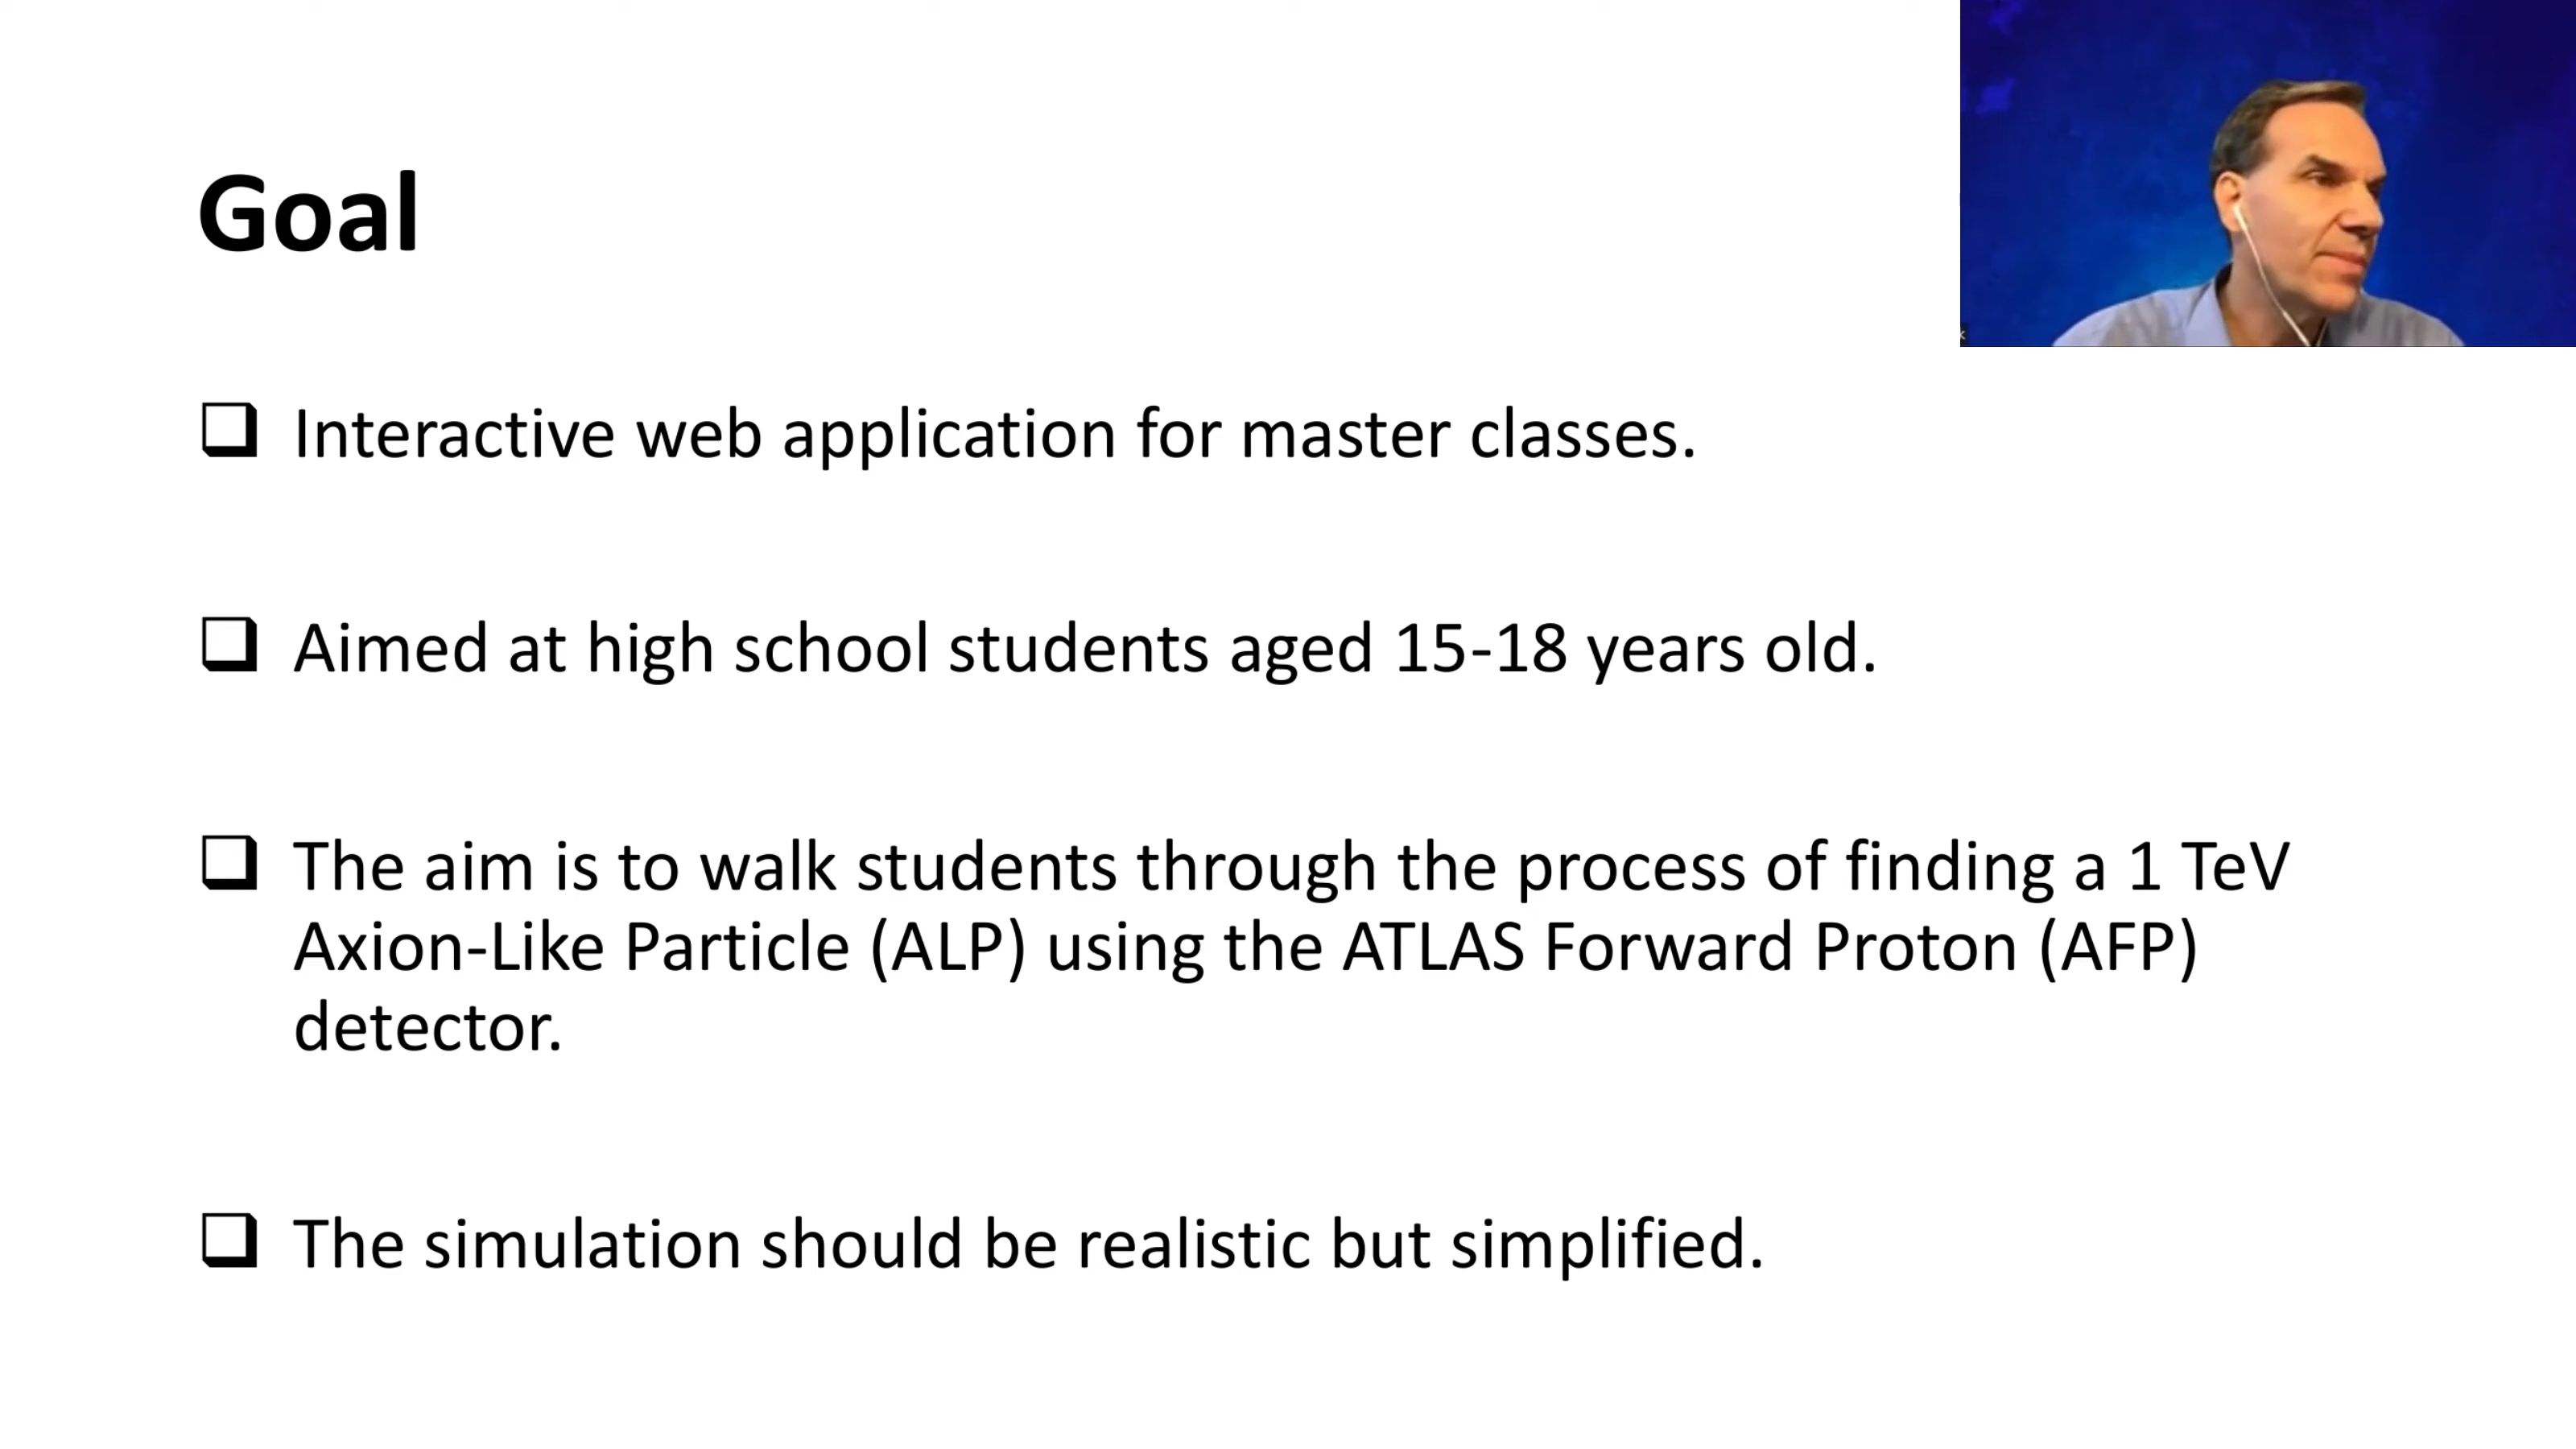 Goal
Interactive web application for master classes.
Aimed at high school students aged 15-18 years old.
The aim is to walk students through the process of finding a 1 TeV
Axion-Like Particle (ALP) using the ATLAS Forward Proton (AFP)
detector.
The simulation should be realistic but simplified.